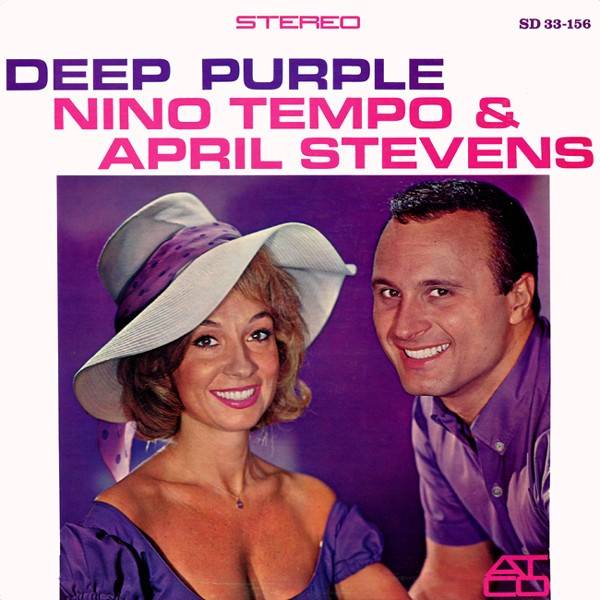 STEREO
SD 33-156
DEEP PURPLE
NINO TEMPO &
APRIL STEVENS
ATCO